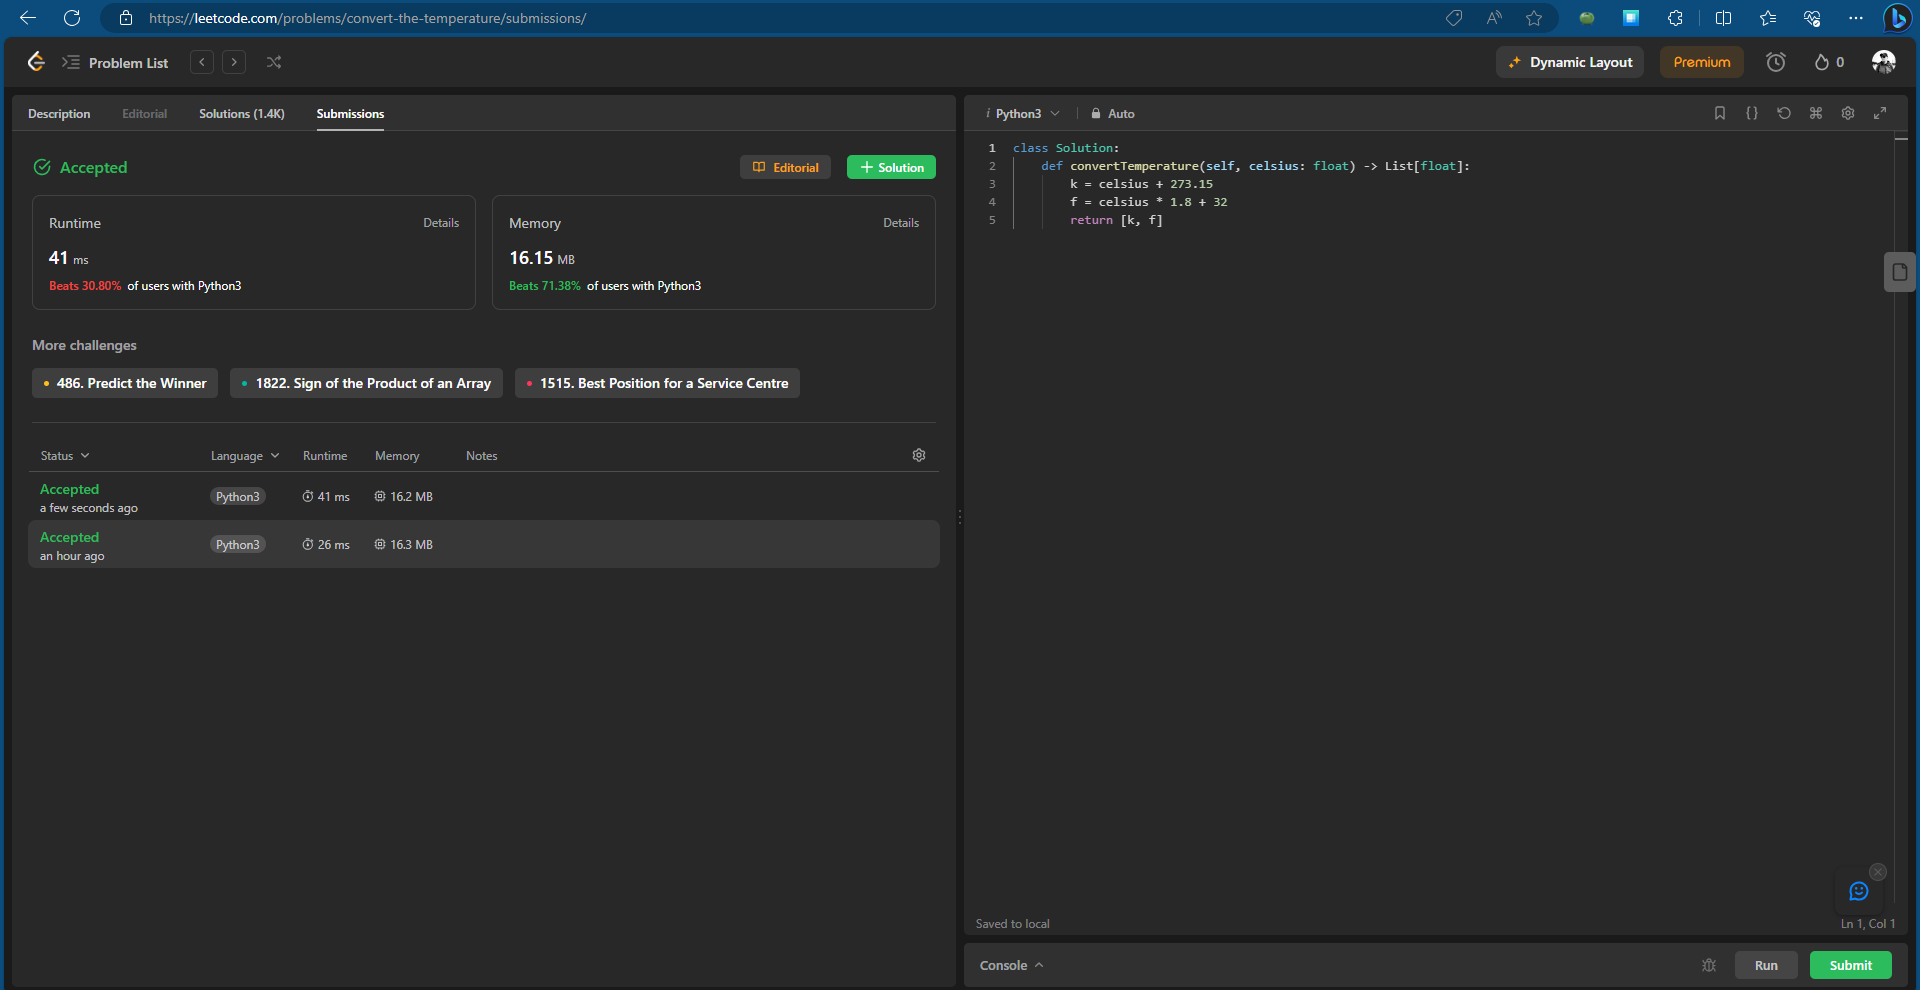 https://leetcode.com/problems/convert-the-temperature/submissions/
Problem List
Dynamic Layout
Premium
0
Description Editorial Solutions (1.4K) Submissions
Accepted
Editorial
Solution
Runtime Details
41 ms
Beats 30.80% of users with Python3
Memory Details
16.15 MB
Beats 71.38% of users with Python3
More challenges
486. Predict the Winner
1822. Sign of the Product of an Array
1515. Best Position for a Service Centre
Status Language Runtime Memory Notes
Accepted
a few seconds ago
Python3 41 ms 16.2 MB
Accepted
an hour ago
Python3 26 ms 16.3 MB
i Python3 Auto
1 class Solution:
2 def convertTemperature(self, celsius: float) -> List[float]:
3 k = celsius + 273.15
4 f = celsius * 1.8 + 32
5 return [k, f]
Saved to local
Ln 1, Col 1
Console
Run
Submit